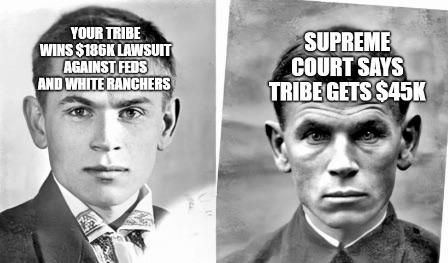 YOUR TRIBE
WINS $186K LAWSUIT
AGAINST FEDS
AND WHITE RANCHERS
SUPREME
COURT SAYS
TRIBE GETS $45K